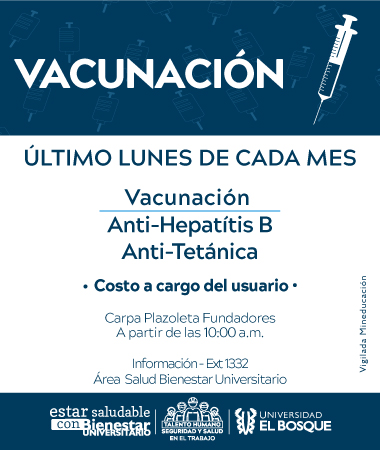 VACUNACIÓN
ÚLTIMO LUNES DE CADA MES
Vacunación
Anti-Hepatítis B
Anti-Tetánica
• Costo a cargo del usuario •
Carpa Plazoleta Fundadores
A partir de las 10:00 a.m.
Información - Ext 1332
Área Salud Bienestar Universitario
Vigilada Mineducación
estar saludable
con Bienestar
UNIVERSITARIO
TALENTO HUMANO
SEGURIDAD Y SALUD
EN EL TRABAJO
UNIVERSIDAD
EL BOSQUE